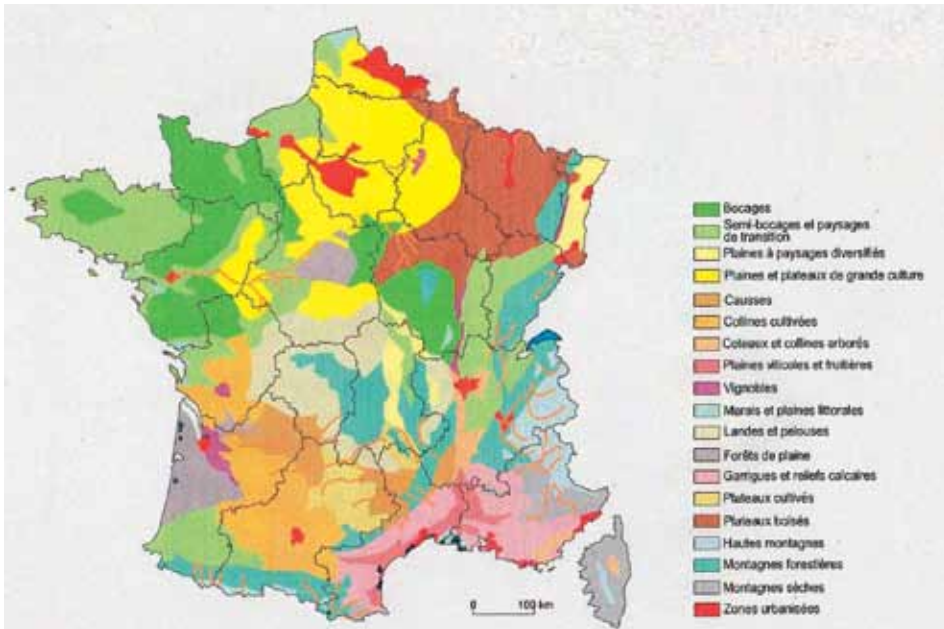 Bocages
Semi-bocages et paysages
de transition
Plaines à paysages diversifiés
Plaines et plateaux de grande culture
Causses
Collines cultivées
Coteaux et collines arborés
Plaines viticoles et fruitières
Vignobles
Marais et plaines littorales
Landes et pelouses
Forêts de plaine
Garrigues et reliefs calcaires
Plateaux cultivés
Plateaux boisés
Hautes montagnes
Montagnes forestières
Montagnes sèches
Zones urbanisées
0 100 km